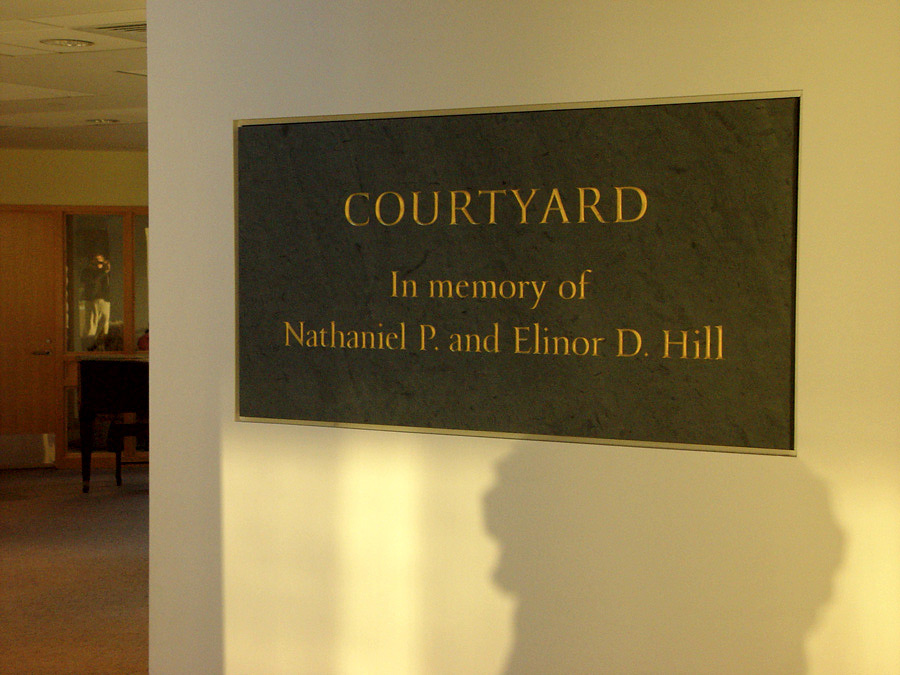 COURTYARD
In memory of
Nathaniel P. and Elinor D. Hill